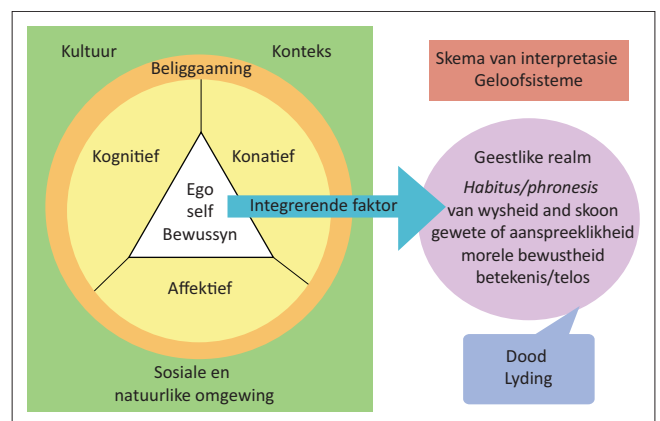 Kultuur
Konteks
Beliggaaming
Kognitief
Konatief
Ego
self
Bewussyn
Affektief
Sosiale en
natuurlike omgewing
Integrerende faktor
Skema van interpretasie
Geloofsisteme
Geestlike realm
Habitus/phronesis
van wysheid and skoon
gewete of aanspreeklikheid
morele bewustheid
betekenis/telos
Dood
Lyding